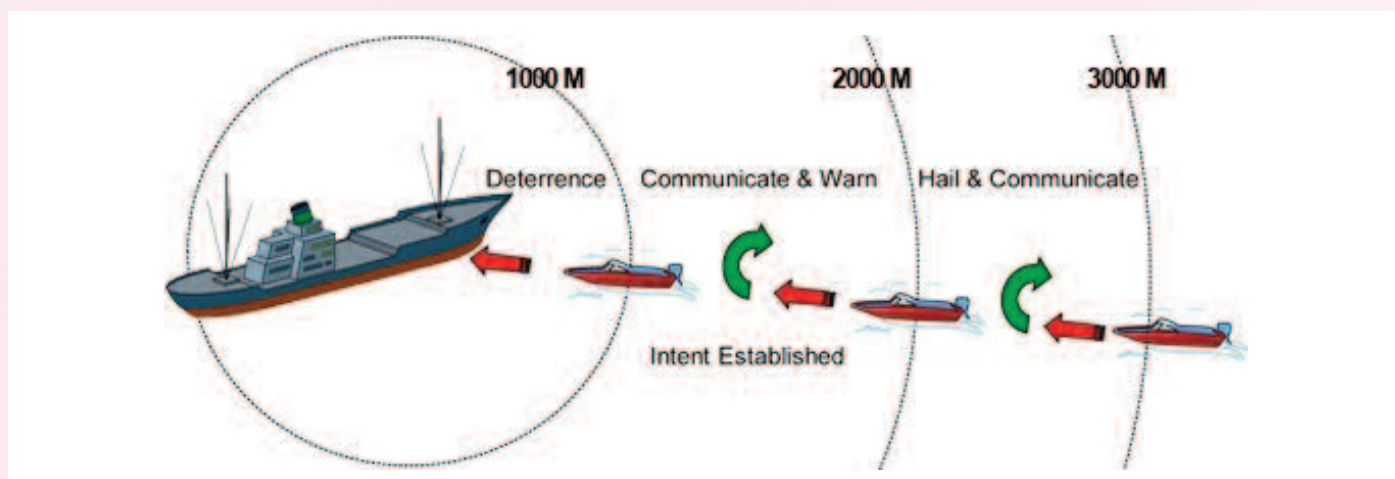 1000 M 2000 M 3000 M
Deterrence Communicate & Warn Hail & Communicate
Intent Established